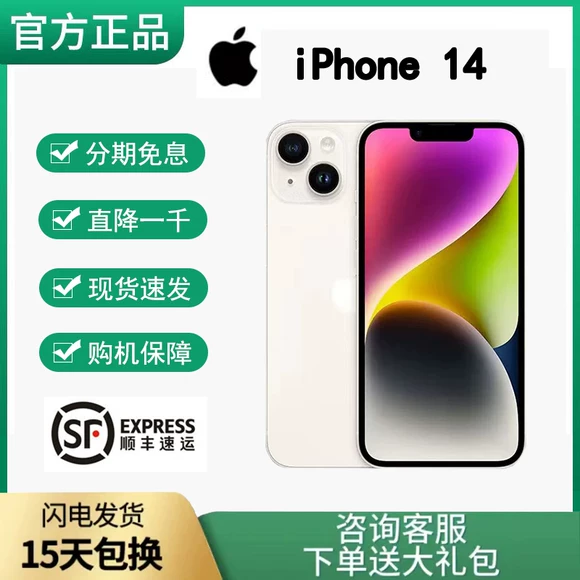 官方正品
iPhone 14
分期免息
直降一千
现货速发
购机保障
SF EXPRESS
顺丰速运
闪电发货
15天包换
咨询客服
下单送大礼包